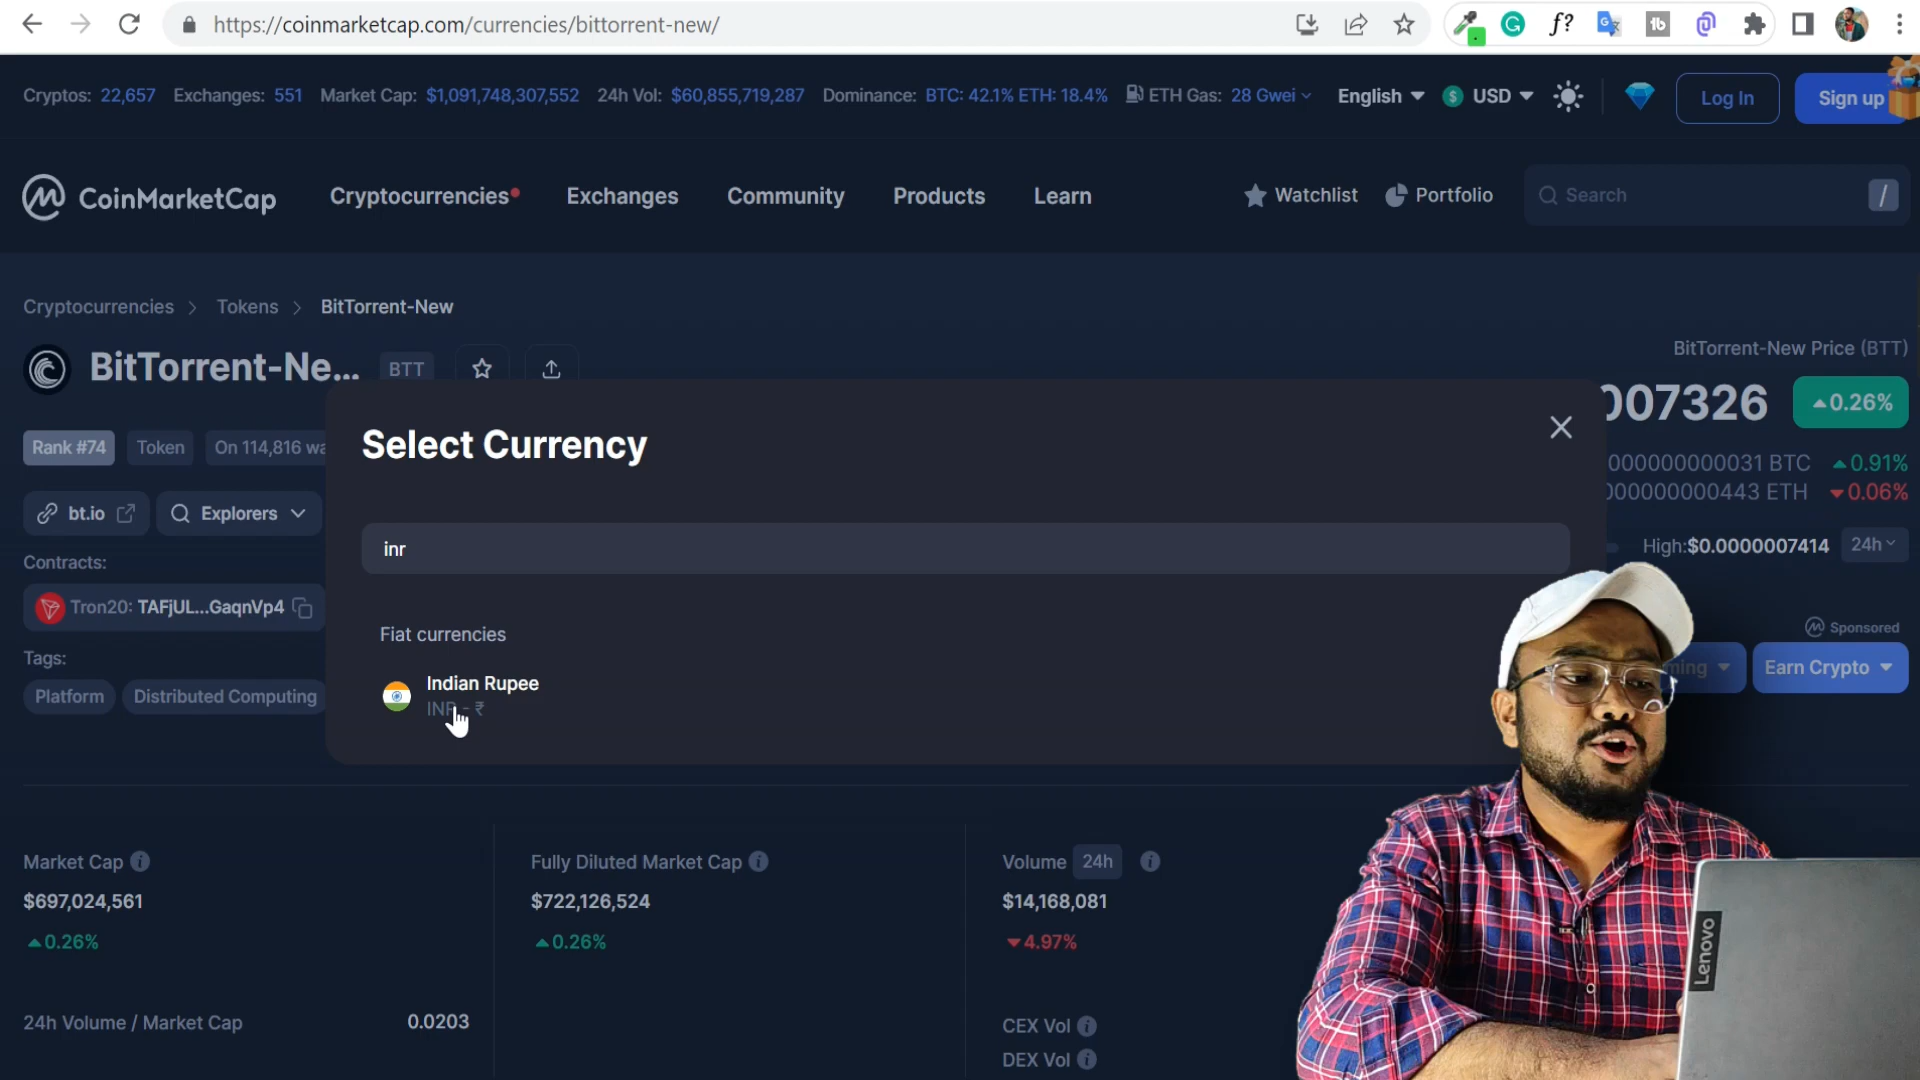 https://coinmarketcap.com/currencies/bittorrent-new/
Cryptos: 22,657 Exchanges: 551 Market Cap: $1,091,748,307,552 24h Vol: $60,855,719,287 Dominance: BTC: 42.1% ETH: 18.4% ETH Gas: 28 Gwei English USD Log In Sign up
CoinMarketCap Cryptocurrencies Exchanges Community Products Learn Watchlist Portfolio Search /
Cryptocurrencies > Tokens > BitTorrent-New
BitTorrent-New Price (BTT)
BitTorrent-Ne... BTT
007326 0.26%
Select Currency
Rank #74 Token On 114,816 wa
000000000031 BTC 0.91%
000000000443 ETH 0.06%
bt.io Explorers
inr
High:$0.0000007414 24h
Contracts:
Tron20: TAFjUL...GaqnVp4
Fiat currencies
Sponsored
Tags:
Earn Crypto
Platform Distributed Computing
Indian Rupee
INR - ₹
Market Cap
$697,024,561
0.26%
Fully Diluted Market Cap
$722,126,524
0.26%
Volume 24h
$14,168,081
4.97%
24h Volume / Market Cap 0.0203
CEX Vol
DEX Vol
Lenovo